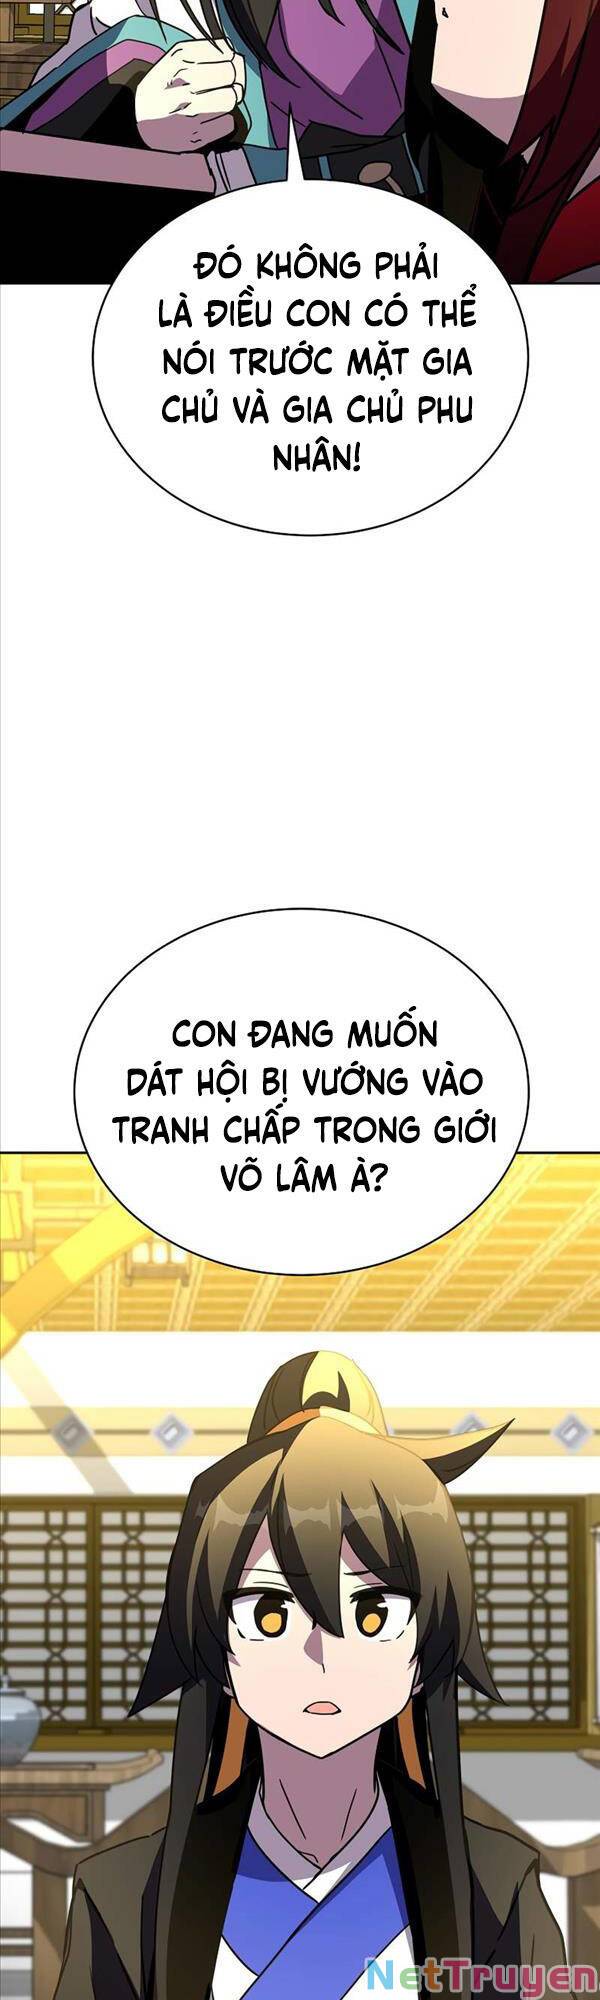 ĐÓ KHÔNG PHẢI
LÀ ĐIỀU CON CÓ THỂ
NÓI TRƯỚC MẶT GIA
CHỦ VÀ GIA CHỦ PHU
NHÂN!
CON ĐANG MUỐN
DÁT HỘI BỊ VƯỚNG VÀO
TRANH CHẤP TRONG GIỚI
VÕ LÂM À?
NetTruyen